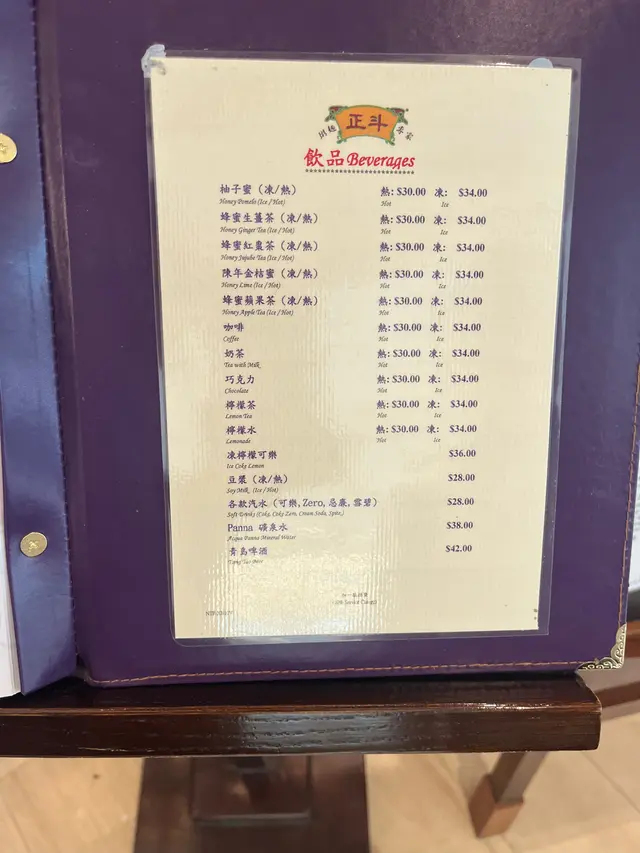 正斗
粥麵專家
飲品 Beverages
柚子蜜 (凍/熱) 熱: $30.00 凍: $34.00
Honey Pomelo (Ice / Hot) Hot Ice
蜂蜜生薑茶 (凍/熱) 熱: $30.00 凍: $34.00
Honey Ginger Tea (Ice / Hot) Hot Ice
蜂蜜紅棗茶 (凍/熱) 熱: $30.00 凍: $34.00
Honey Jujube Tea (Ice / Hot) Hot Ice
陳年金桔蜜 (凍/熱) 熱: $30.00 凍: $34.00
Honey Lime (Ice / Hot) Hot Ice
蜂蜜蘋果茶 (凍/熱) 熱: $30.00 凍: $34.00
Honey Apple Tea (Ice / Hot) Hot Ice
咖啡 熱: $30.00 凍: $34.00
Coffee Hot Ice
奶茶 熱: $30.00 凍: $34.00
Tea with Milk Hot Ice
巧克力 熱: $30.00 凍: $34.00
Chocolate Hot Ice
檸檬茶 熱: $30.00 凍: $34.00
Lemon Tea Hot Ice
檸檬水 熱: $30.00 凍: $34.00
Lemonade Hot Ice
凍檸檬可樂 $36.00
Ice Coke Lemon
豆漿 (凍/熱) $28.00
Soy Milk (Ice / Hot)
各款汽水 (可樂, Zero, 忌廉, 雪碧) $28.00
Soft Drinks (Coke, Coke Zero, Cream Soda, Sprite)
Panna 礦泉水 $38.00
Acqua Panna Mineral Water
青島啤酒 $42.00
Tsing Tao Beer
加一服務費
10% Service Charge